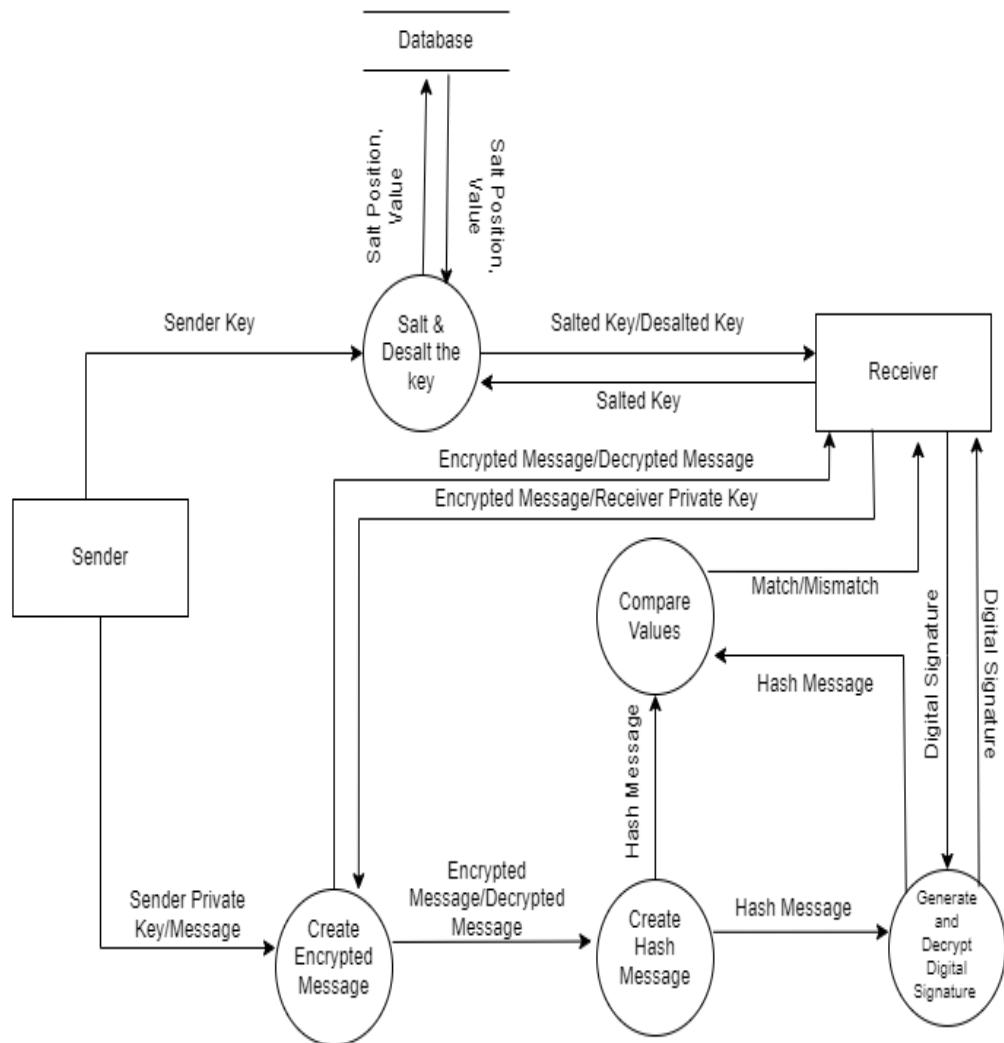 Database
Salt Position,
Value
Salt Position,
Value
Sender Key
Salt &
Desalt the
key
Salted Key/Desalted Key
Receiver
Salted Key
Encrypted Message/Decrypted Message
Encrypted Message/Receiver Private Key
Sender
Compare
Values
Match/Mismatch
Digital Signature
Digital Signature
Hash Message
Hash Message
Sender Private
Key/Message
Create
Encrypted
Message
Encrypted
Message/Decrypted
Message
Create
Hash
Message
Hash Message
Generate
and
Decrypt
Digital
Signature